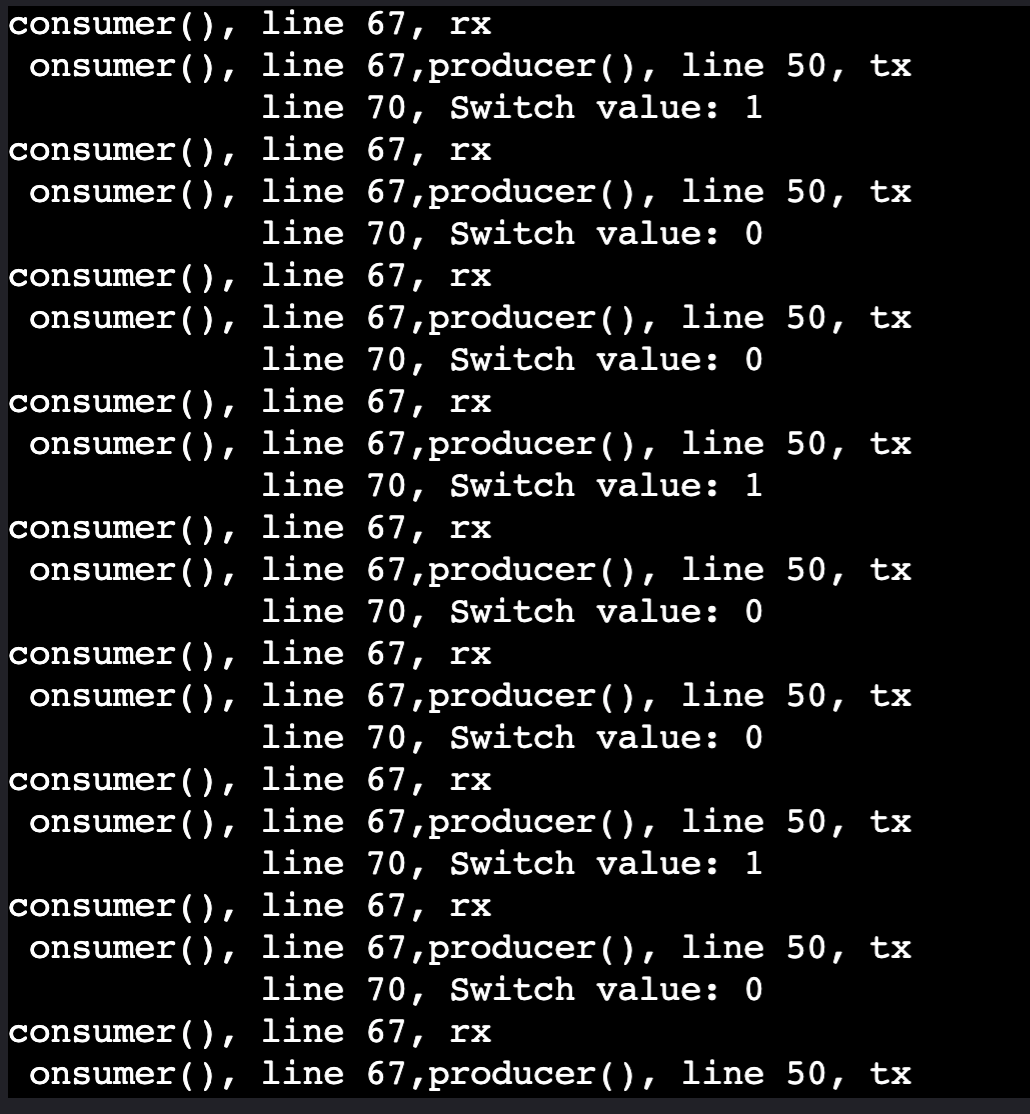 consumer(), line 67, rx
 onsumer(), line 67,producer(), line 50, tx
            line 70, Switch value: 1
consumer(), line 67, rx
 onsumer(), line 67,producer(), line 50, tx
            line 70, Switch value: 0
consumer(), line 67, rx
 onsumer(), line 67,producer(), line 50, tx
            line 70, Switch value: 0
consumer(), line 67, rx
 onsumer(), line 67,producer(), line 50, tx
            line 70, Switch value: 1
consumer(), line 67, rx
 onsumer(), line 67,producer(), line 50, tx
            line 70, Switch value: 0
consumer(), line 67, rx
 onsumer(), line 67,producer(), line 50, tx
            line 70, Switch value: 0
consumer(), line 67, rx
 onsumer(), line 67,producer(), line 50, tx
            line 70, Switch value: 1
consumer(), line 67, rx
 onsumer(), line 67,producer(), line 50, tx
            line 70, Switch value: 0
consumer(), line 67, rx
 onsumer(), line 67,producer(), line 50, tx